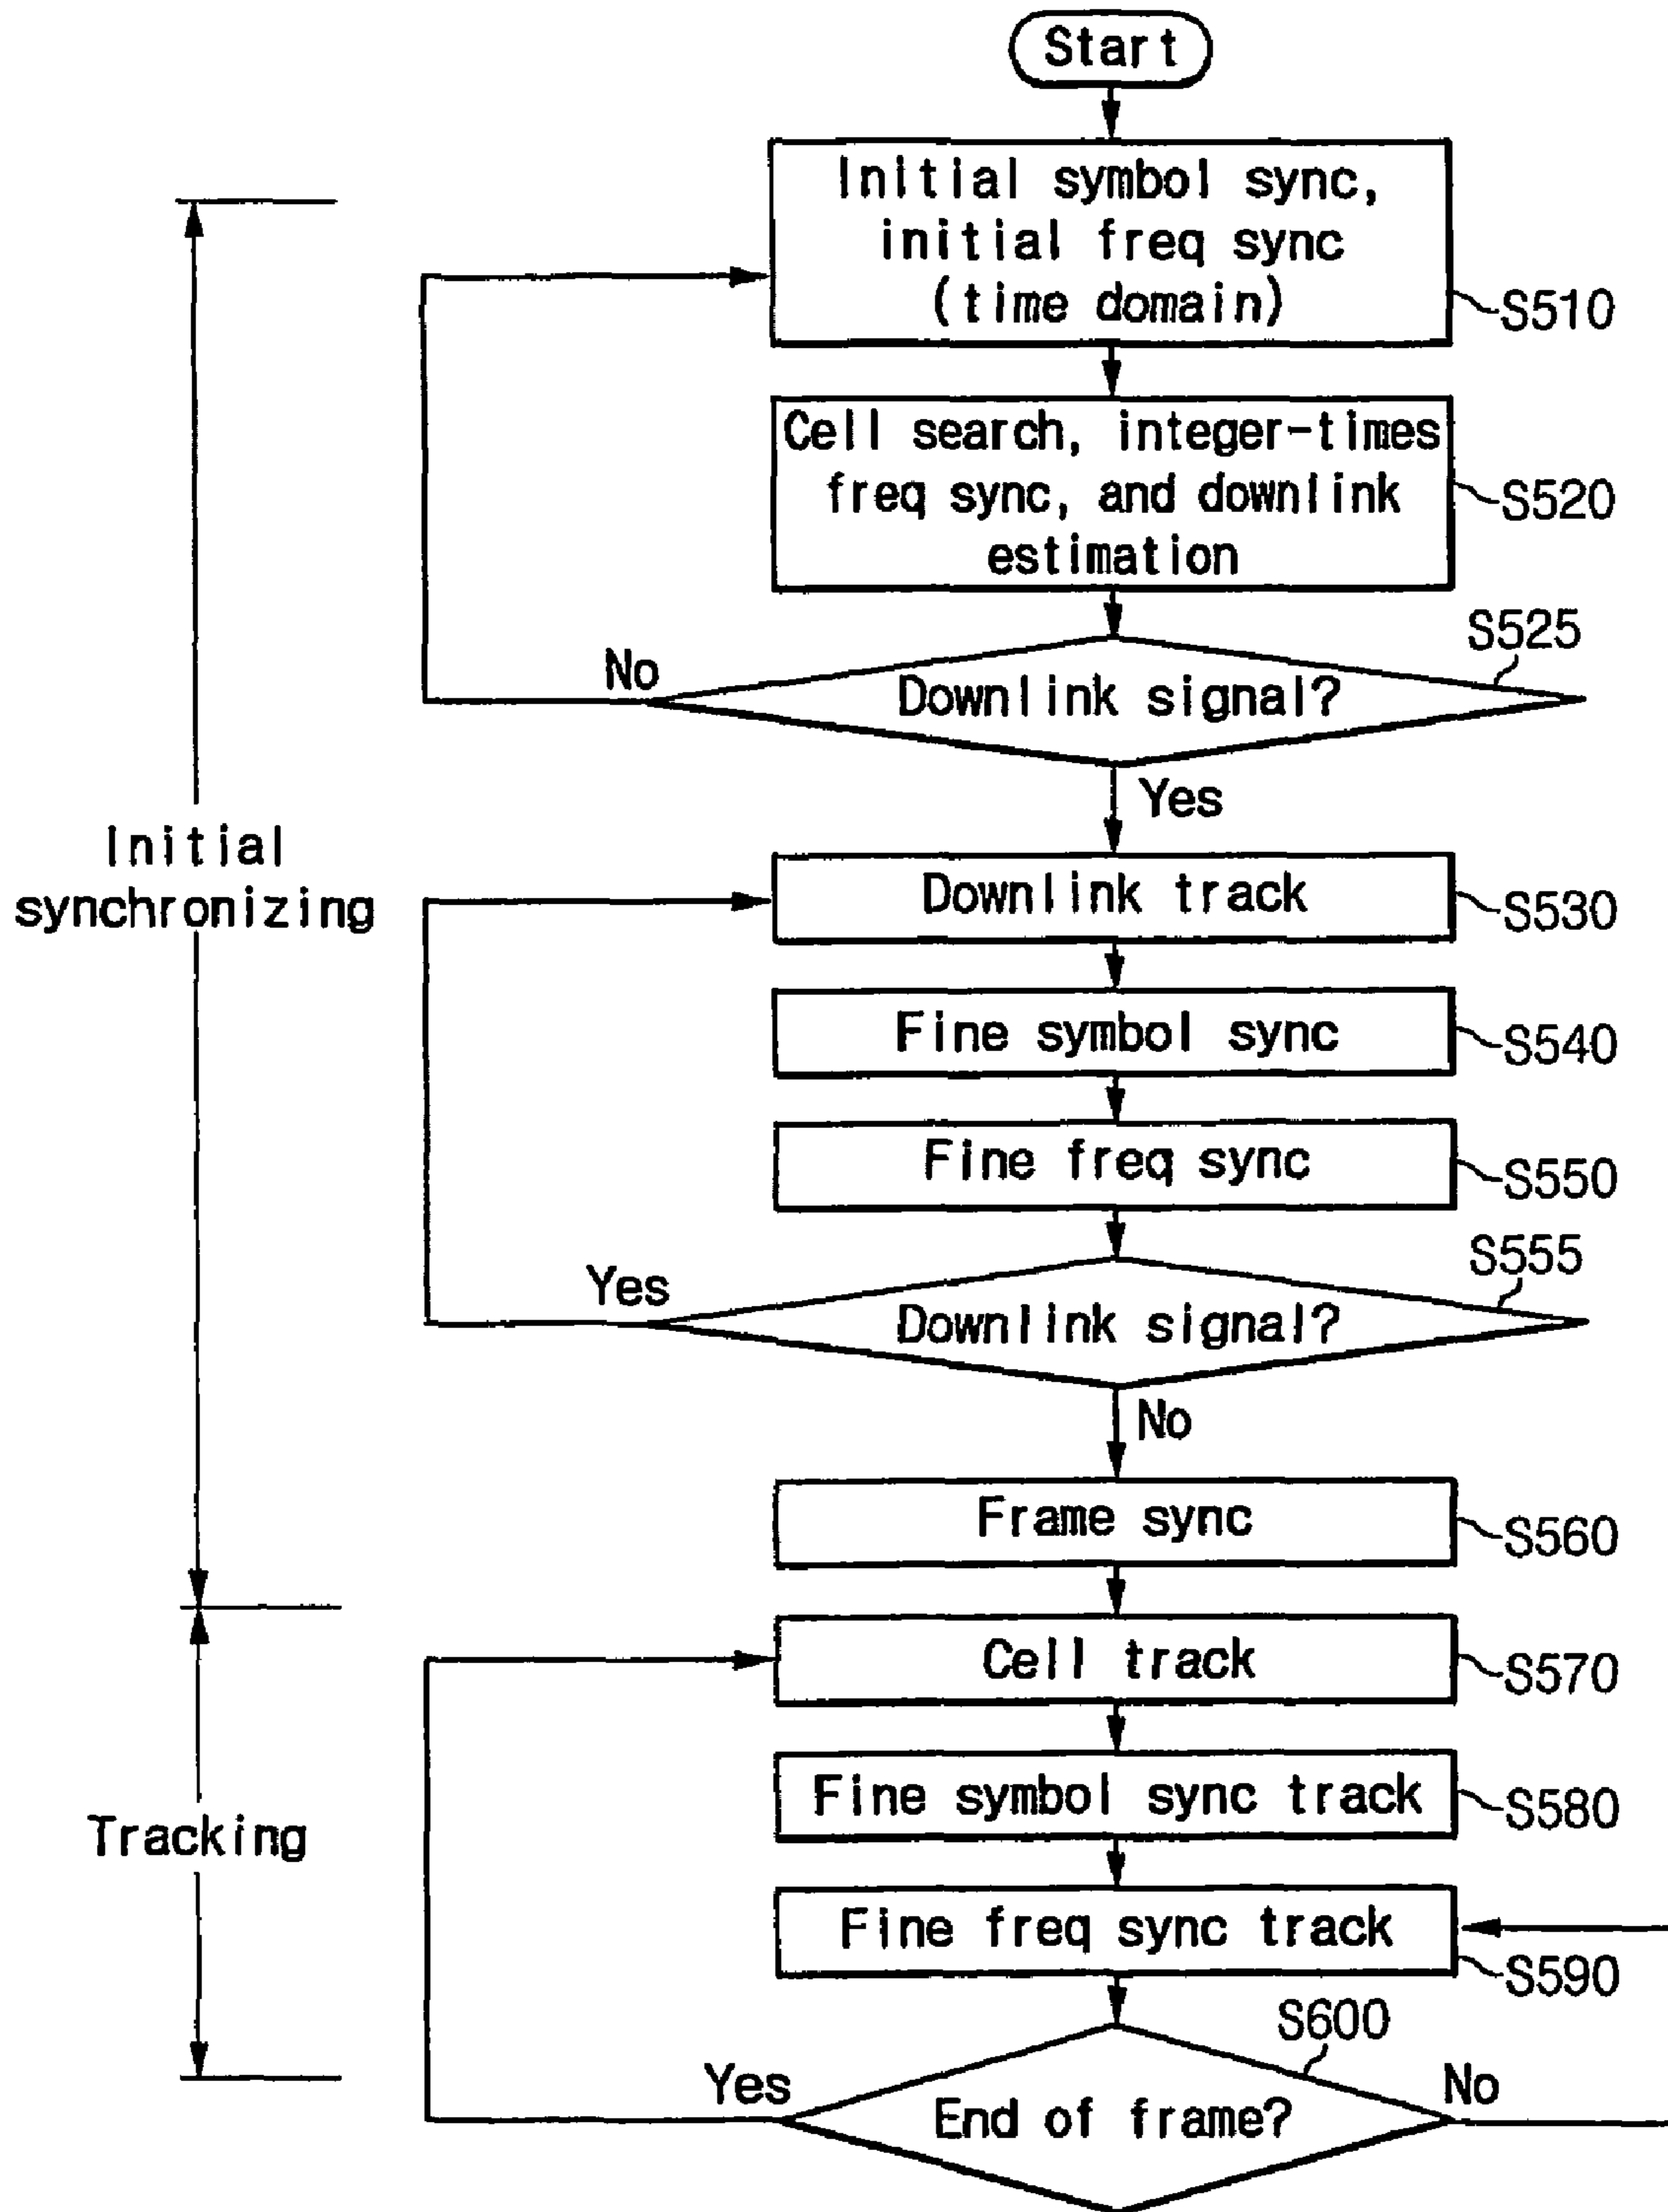 Start
Initial symbol sync,
initial freq sync
(time domain)
S510
Cell search, integer-times
freq sync, and downlink
estimation
S520
S525
No
Downlink signal?
Yes
Initial
synchronizing
Downlink track
S530
Fine symbol sync
S540
Fine freq sync
S550
S555
Yes
Downlink signal?
No
Frame sync
S560
Cell track
S570
Fine symbol sync track
S580
Tracking
Fine freq sync track
S590
S600
Yes
No
End of frame?